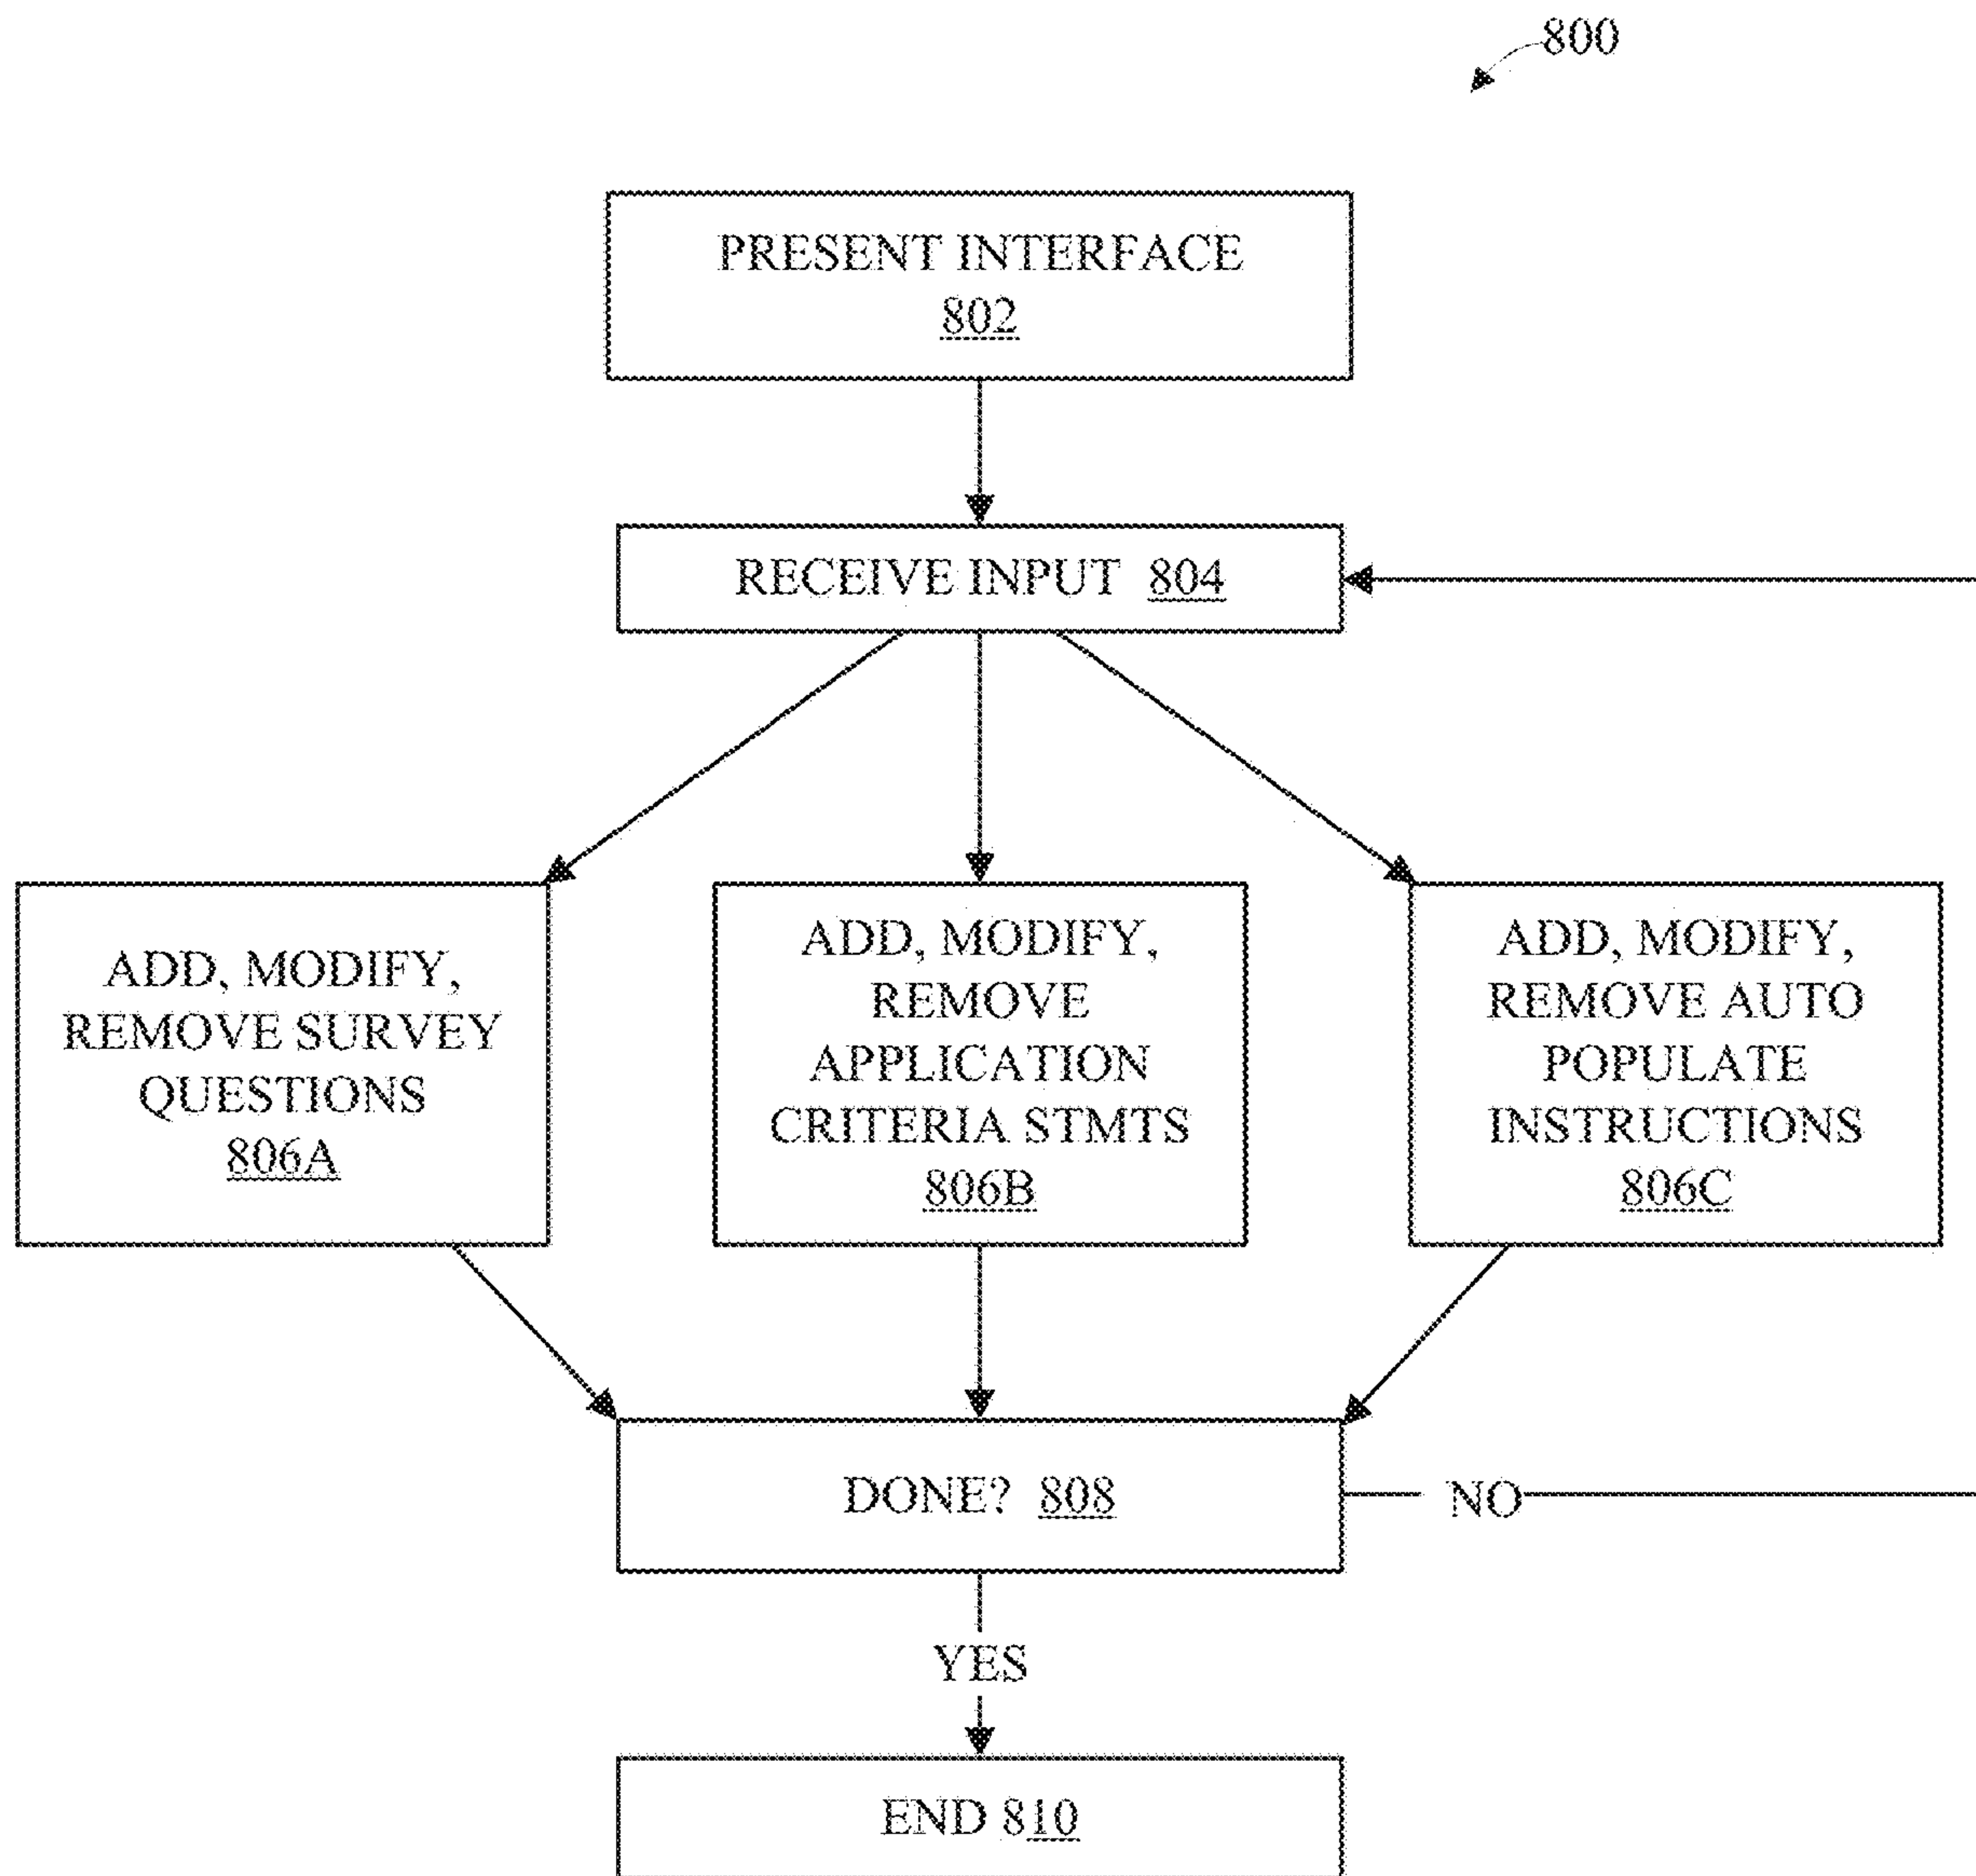 800
PRESENT INTERFACE
802
RECEIVE INPUT 804
ADD, MODIFY,
REMOVE SURVEY
QUESTIONS
806A
ADD, MODIFY,
REMOVE
APPLICATION
CRITERIA STMTS
806B
ADD, MODIFY,
REMOVE AUTO
POPULATE
INSTRUCTIONS
806C
DONE? 808
NO
YES
END 810